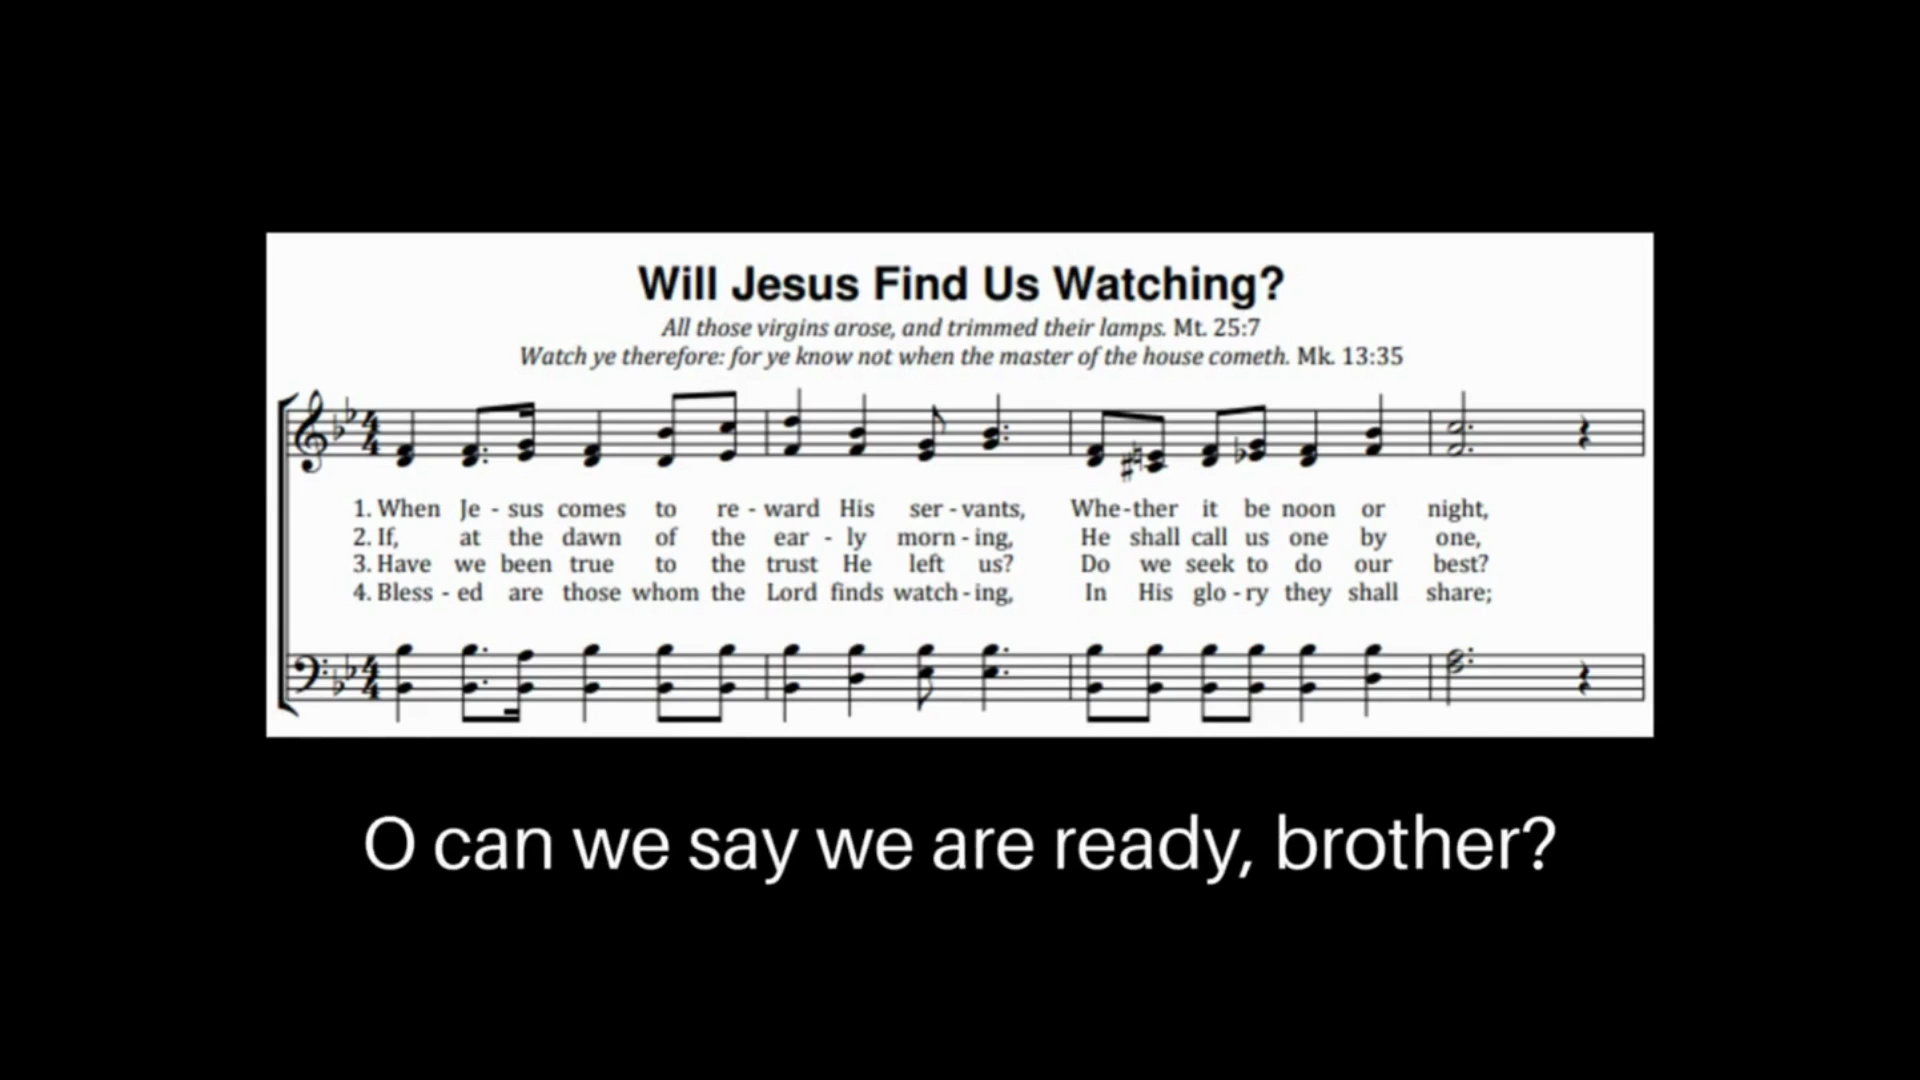 Will Jesus Find Us Watching?
All those virgins arose, and trimmed their lamps. Mt. 25:7
Watch ye therefore: for ye know not when the master of the house cometh. Mk. 13:35
4 4
1. When Je - sus comes to re - ward His ser - vants, Whe - ther it be noon or night,
2. If, at the dawn of the ear - ly morn - ing, He shall call us one by one,
3. Have we been true to the trust He left us? Do we seek to do our best?
4. Bless - ed are those whom the Lord finds watch - ing, In His glo - ry they shall share;
4 4
O can we say we are ready, brother?